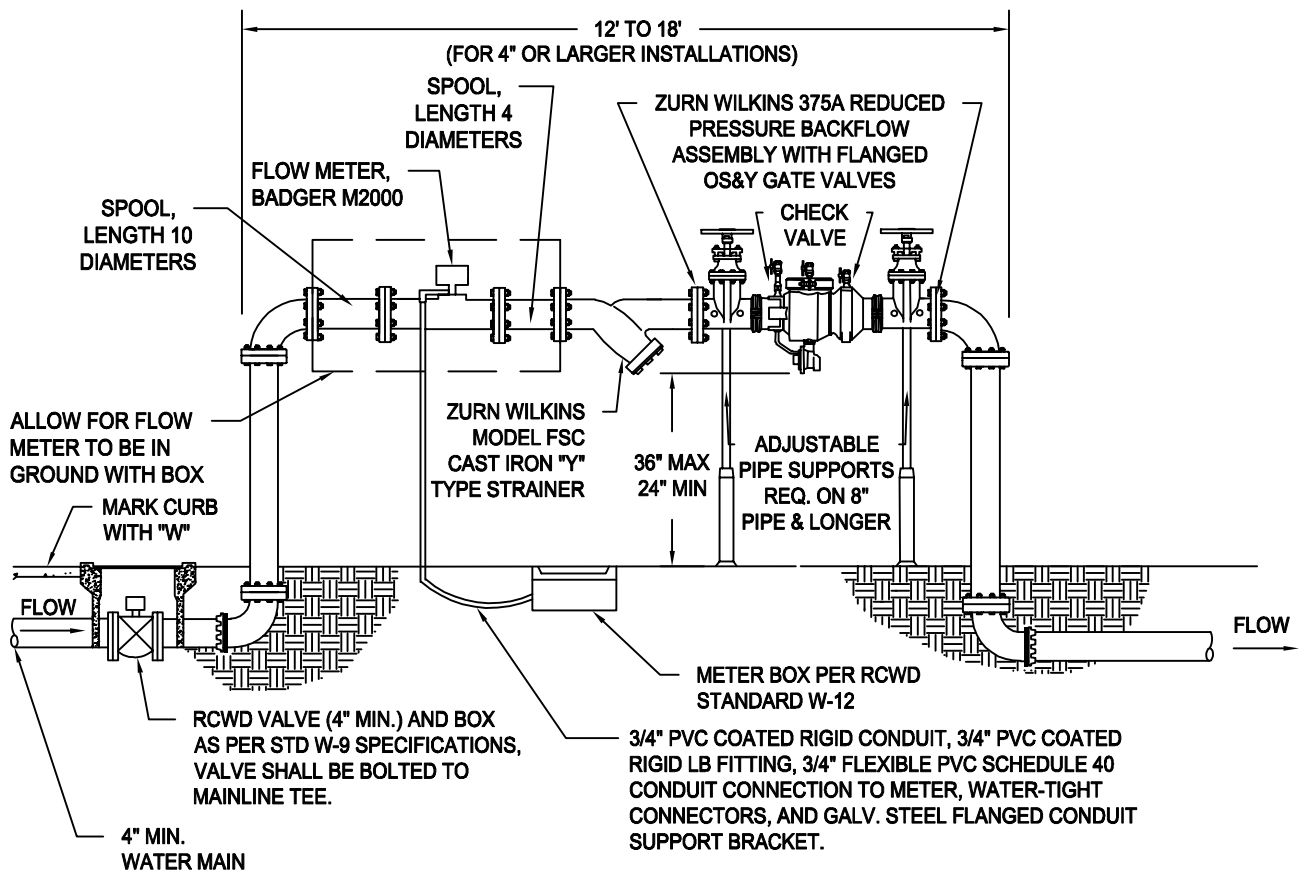 12' TO 18'
(FOR 4" OR LARGER INSTALLATIONS)
SPOOL,
LENGTH 4
DIAMETERS
ZURN WILKINS 375A REDUCED
PRESSURE BACKFLOW
ASSEMBLY WITH FLANGED
OS&Y GATE VALVES
FLOW METER,
BADGER M2000
SPOOL,
LENGTH 10
DIAMETERS
CHECK
VALVE
ALLOW FOR FLOW
METER TO BE IN
GROUND WITH BOX
ZURN WILKINS
MODEL FSC
CAST IRON "Y"
TYPE STRAINER
36" MAX
24" MIN
ADJUSTABLE
PIPE SUPPORTS
REQ. ON 8"
PIPE & LONGER
MARK CURB
WITH "W"
FLOW
FLOW
METER BOX PER RCWD
STANDARD W-12
RCWD VALVE (4" MIN.) AND BOX
AS PER STD W-9 SPECIFICATIONS,
VALVE SHALL BE BOLTED TO
MAINLINE TEE.
3/4" PVC COATED RIGID CONDUIT, 3/4" PVC COATED
RIGID LB FITTING, 3/4" FLEXIBLE PVC SCHEDULE 40
CONDUIT CONNECTION TO METER, WATER-TIGHT
CONNECTORS, AND GALV. STEEL FLANGED CONDUIT
SUPPORT BRACKET.
4" MIN.
WATER MAIN